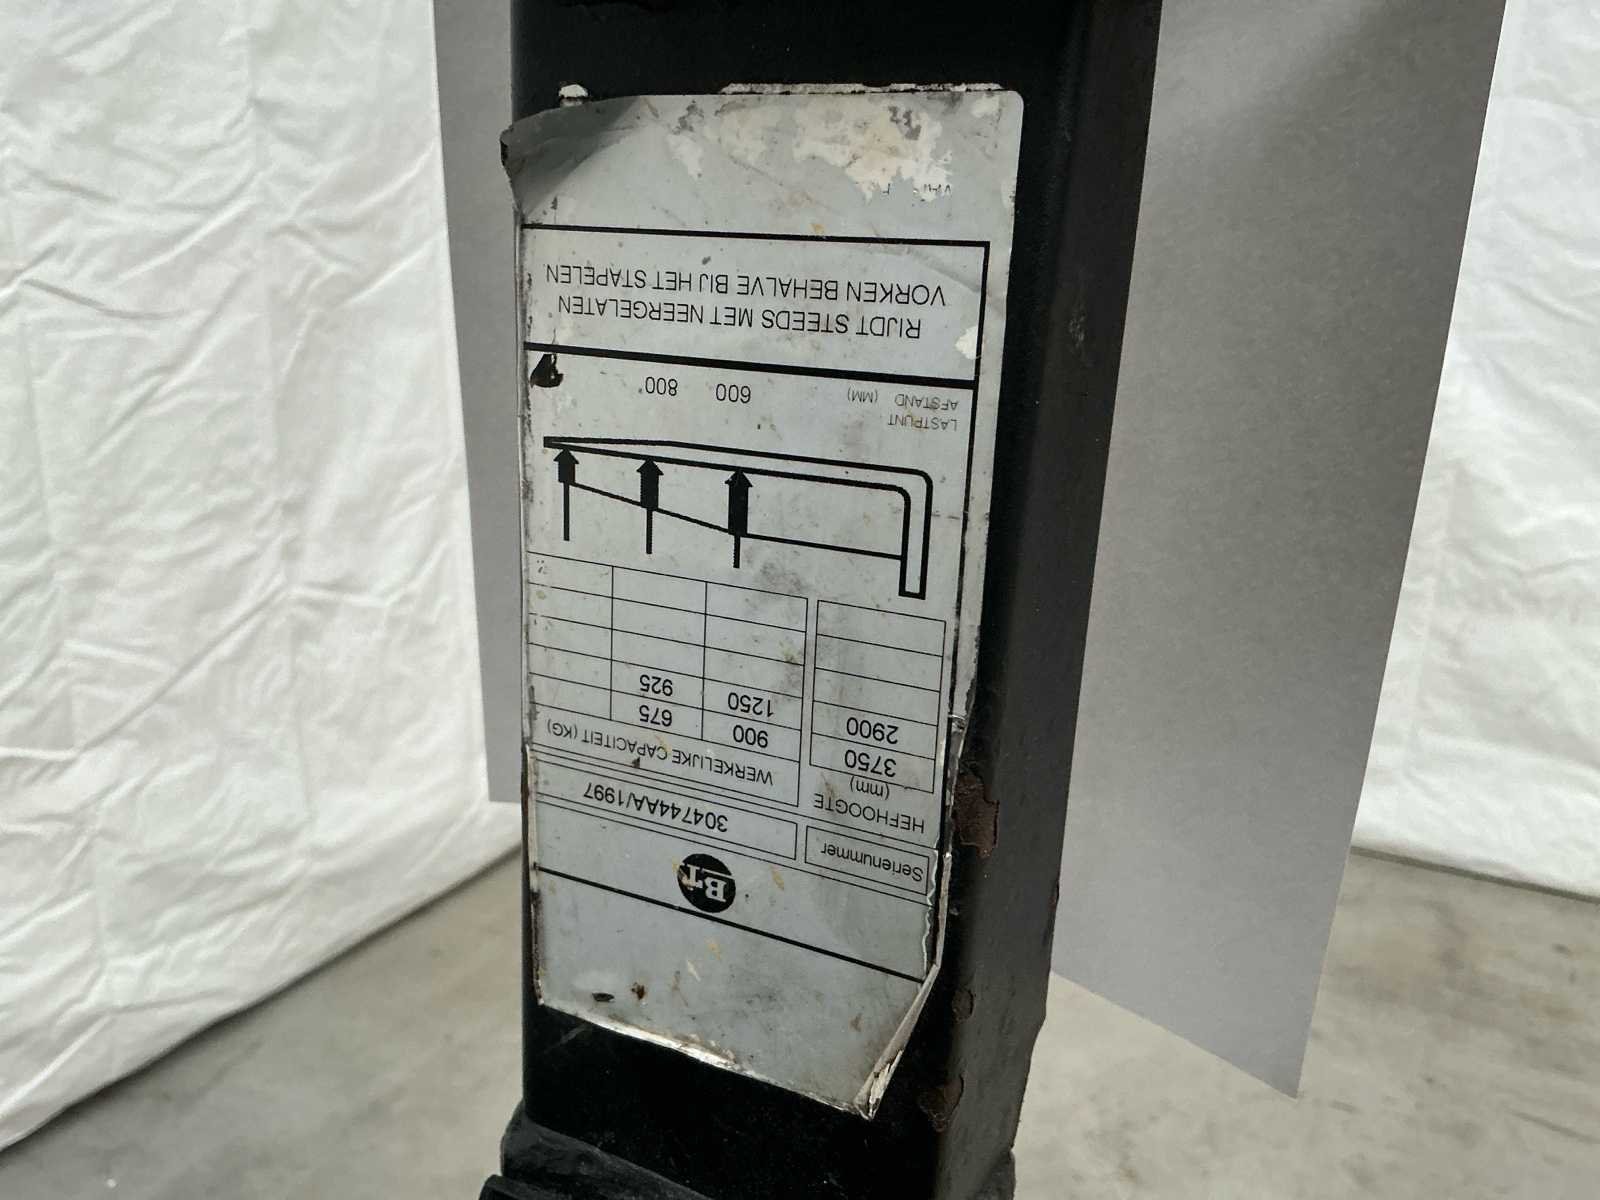 BT
Serienummer 304744AA/1997
HEFHOOGTE
(mm)
WERKELIJKE CAPACITEIT (KG)
3750 900 675
2900 1250 925
LASTPUNT
AFSTAND (MM) 600 800
RIJDT STEEDS MET NEERGELATEN
VORKEN BEHALVE BIJ HET STAPELEN